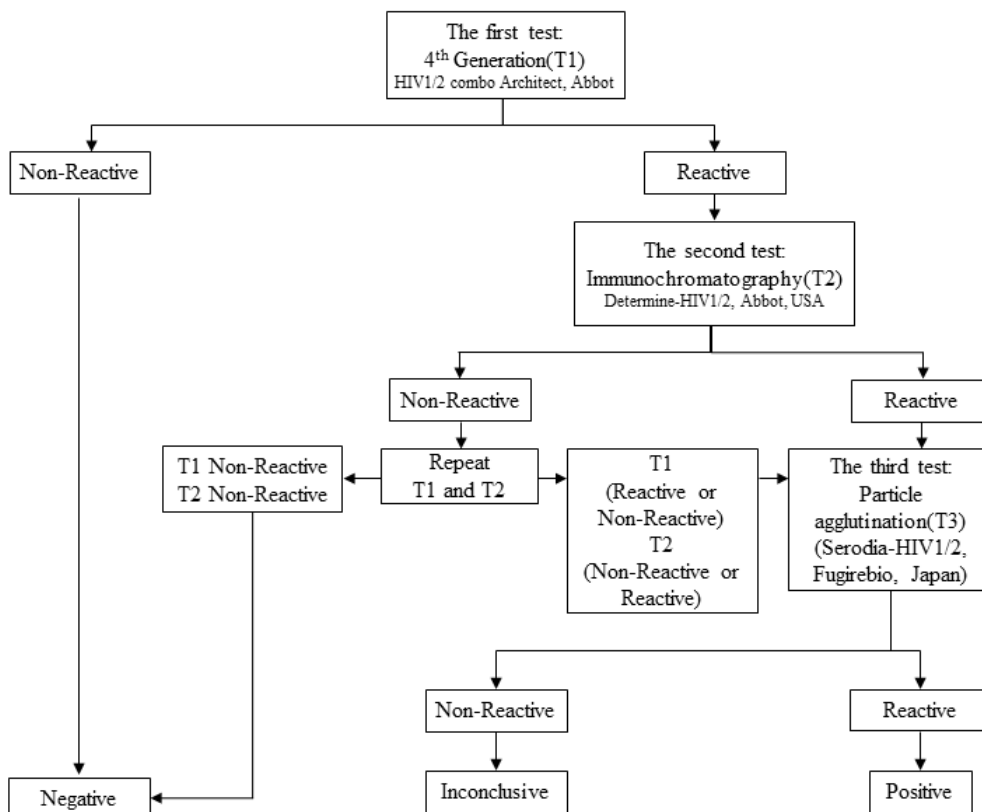 The first test:
4th Generation(T1)
HIV1/2 combo Architect, Abbot
Non-Reactive
Reactive
The second test:
Immunochromatography(T2)
Determine-HIV1/2, Abbot, USA
Non-Reactive
Reactive
T1 Non-Reactive
T2 Non-Reactive
Repeat
T1 and T2
T1
(Reactive or
Non-Reactive)
T2
(Non-Reactive or
Reactive)
The third test:
Particle
agglutination(T3)
(Serodia-HIV1/2,
Fugirebio, Japan)
Non-Reactive
Reactive
Negative
Inconclusive
Positive